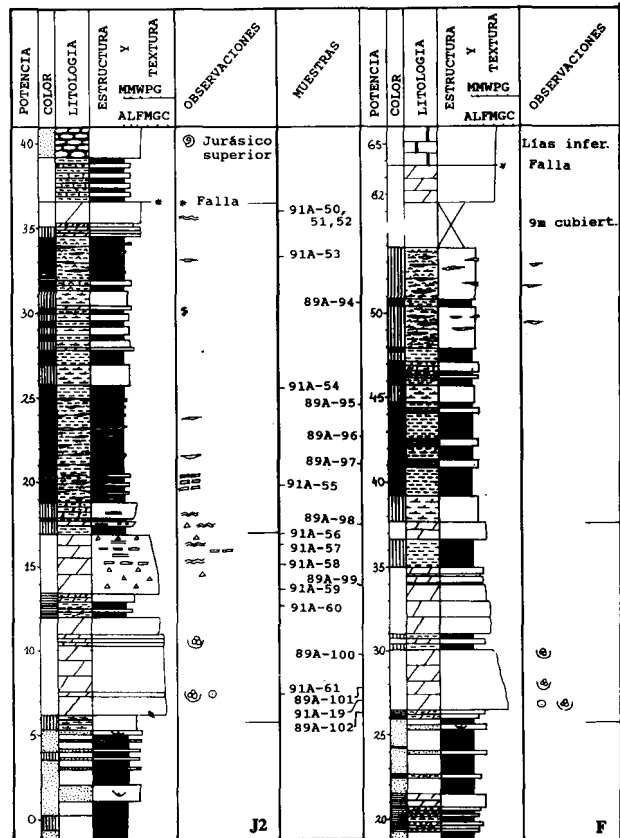 POTENCIA
COLOR
LITOLOGIA
ESTRUCTURA Y TEXTURA
MMWPG
ALFMGC
OBSERVACIONES
MUESTRAS
POTENCIA
COLOR
LITOLOGIA
ESTRUCTURA Y TEXTURA
MMWPG
ALFMGC
OBSERVACIONES
40
35
30
25
20
15
10
5
0
Jurásico
superior
* Falla
J2
91A-50,
51,52
91A-53
89A-94
91A-54
89A-95
89A-96
89A-97
91A-55
89A-98
91A-56
91A-57
91A-58
89A-99
91A-59
91A-60
89A-100
91A-61
89A-101
91A-19
89A-102
65
62
50
45
40
35
30
25
20
Lías infer.
Falla
9m cubiert.
F